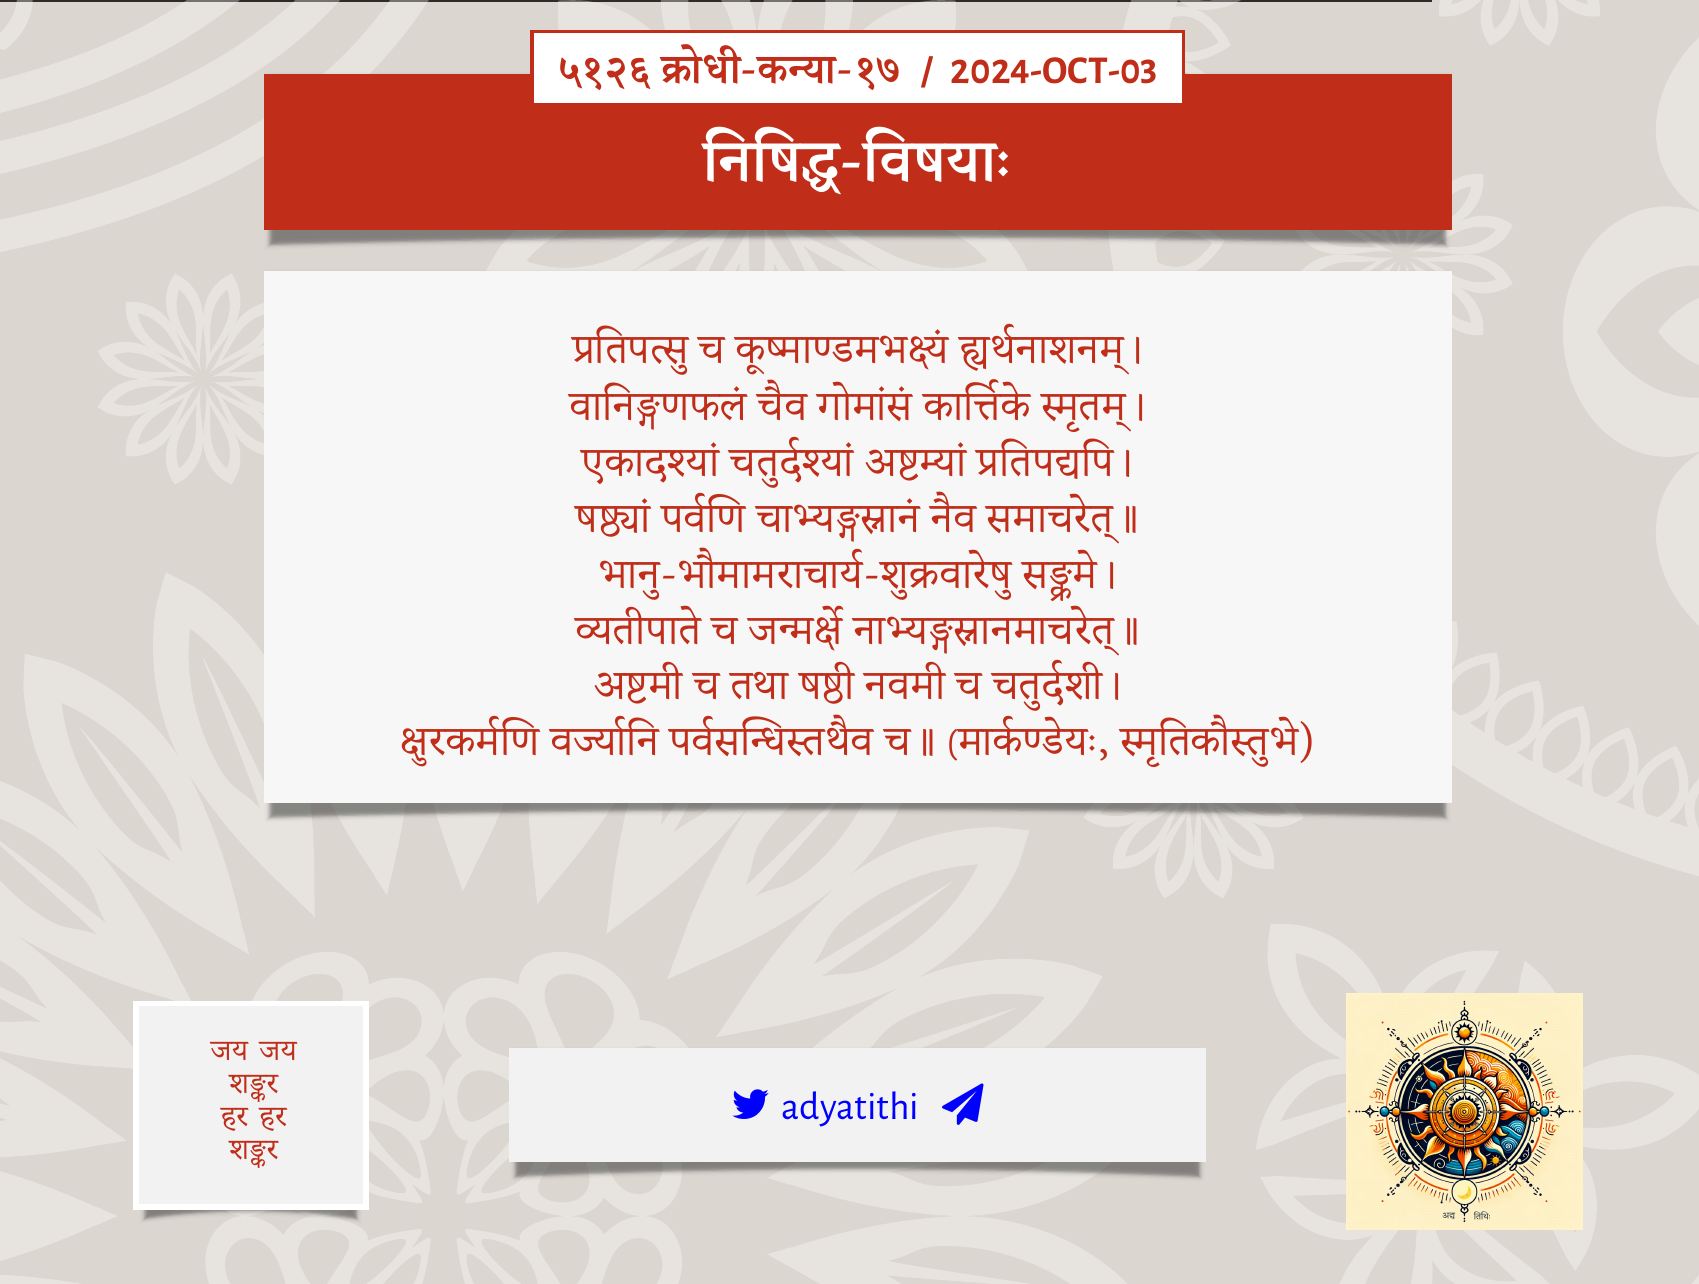 ५१२६ क्रोधी-कन्या-१७ / 2024-OCT-03
निषिद्ध-विषयाः
प्रतिपत्सु च कूष्माण्डमभक्ष्यं ह्यर्थनाशनम्।
वानिङ्गणफलं चैव गोमांसं कार्त्तिके स्मृतम्।
एकादश्यां चतुर्दश्यां अष्टम्यां प्रतिपद्यपि।
षष्ठ्यां पर्वणि चाभ्यङ्गस्नानं नैव समाचरेत्॥
भानु-भौमामराचार्य-शुक्रवारेषु सङ्क्रमे।
व्यतीपाते च जन्मर्क्षे नाभ्यङ्गस्नानमाचरेत्॥
अष्टमी च तथा षष्ठी नवमी च चतुर्दशी।
क्षुरकर्मणि वर्ज्यानि पर्वसन्धिस्तथैव च॥ (मार्कण्डेयः, स्मृतिकौस्तुभे)
जय जय
शङ्कर
हर हर
शङ्कर
adyatithi
अद्य तिथिः